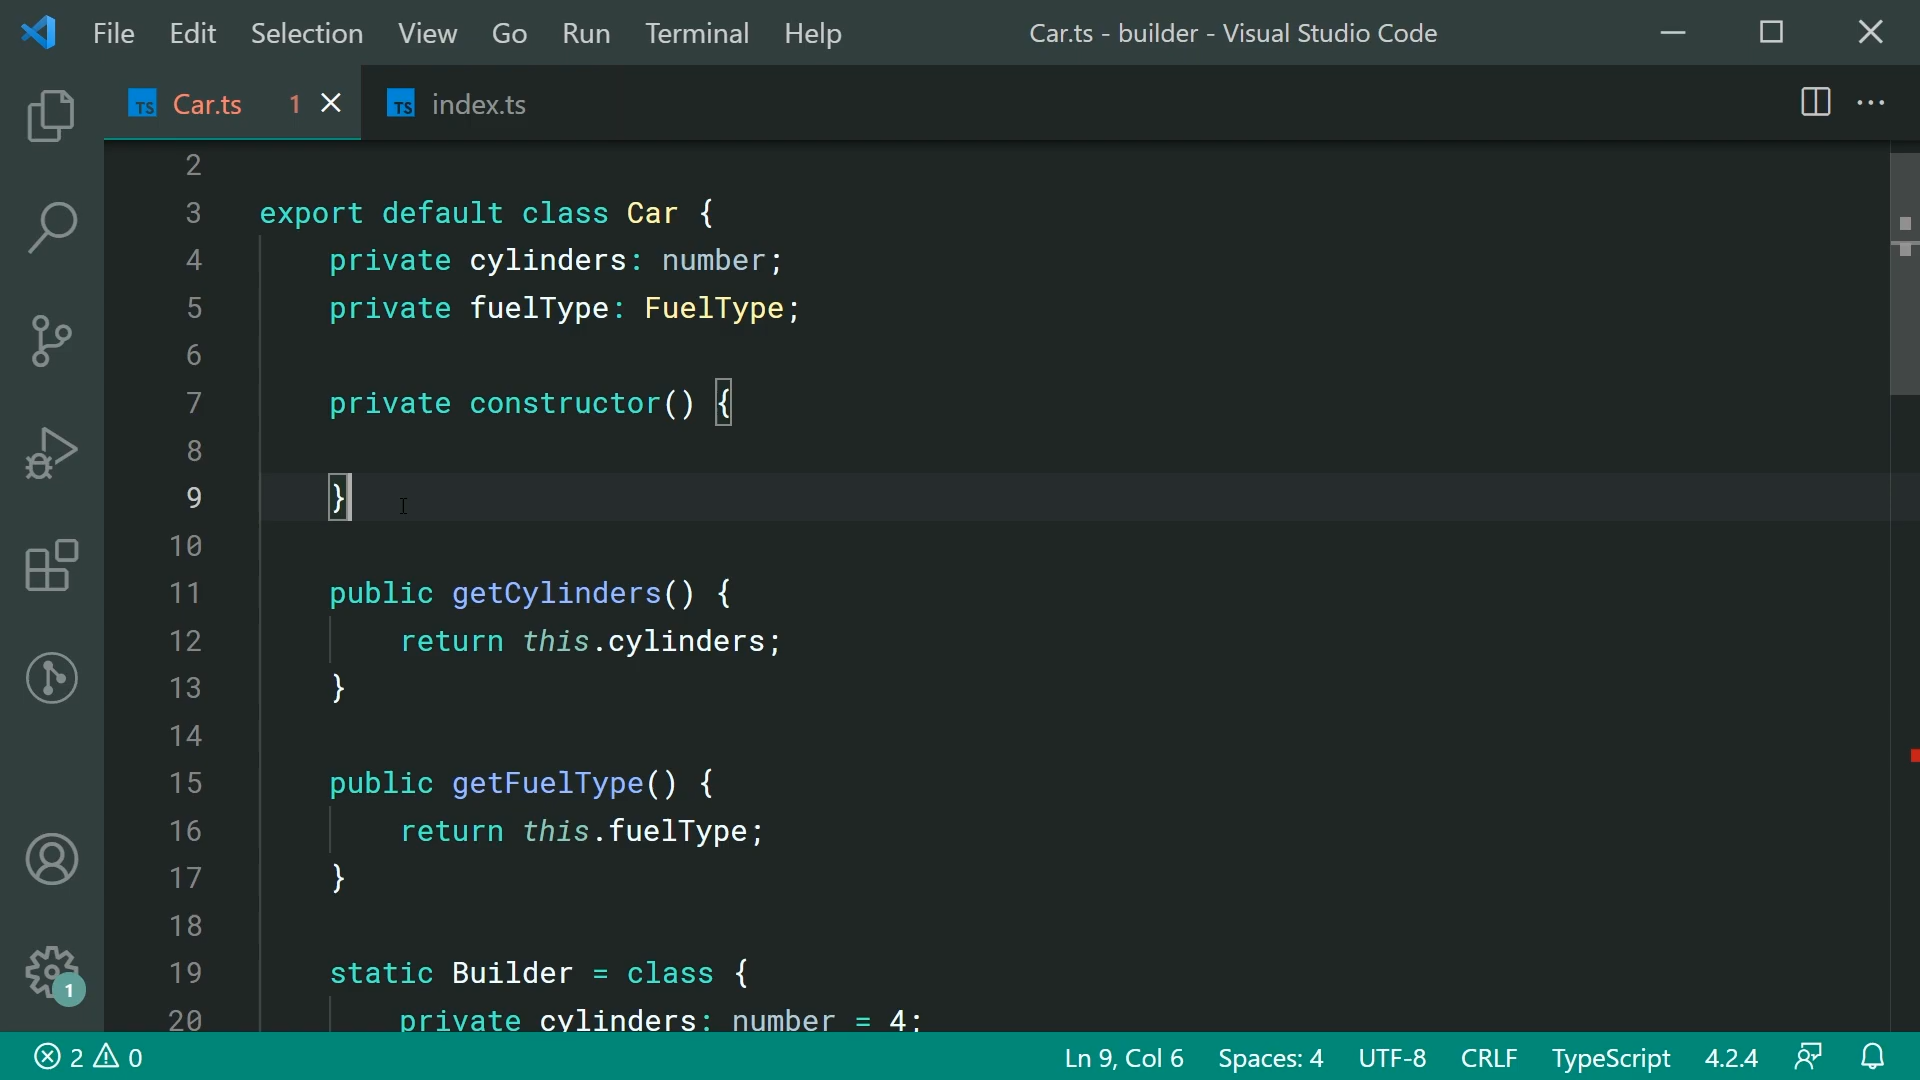 File Edit Selection View Go Run Terminal Help Car.ts - builder - Visual Studio Code
TS Car.ts 1 TS index.ts
2
3 export default class Car {
4 private cylinders: number;
5 private fuelType: FuelType;
6
7 private constructor() {
8
9 }
10
11 public getCylinders() {
12 return this.cylinders;
13 }
14
15 public getFuelType() {
16 return this.fuelType;
17 }
18
19 static Builder = class {
20 private cylinders: number = 4;
1
2 0 Ln 9, Col 6 Spaces: 4 UTF-8 CRLF TypeScript 4.2.4